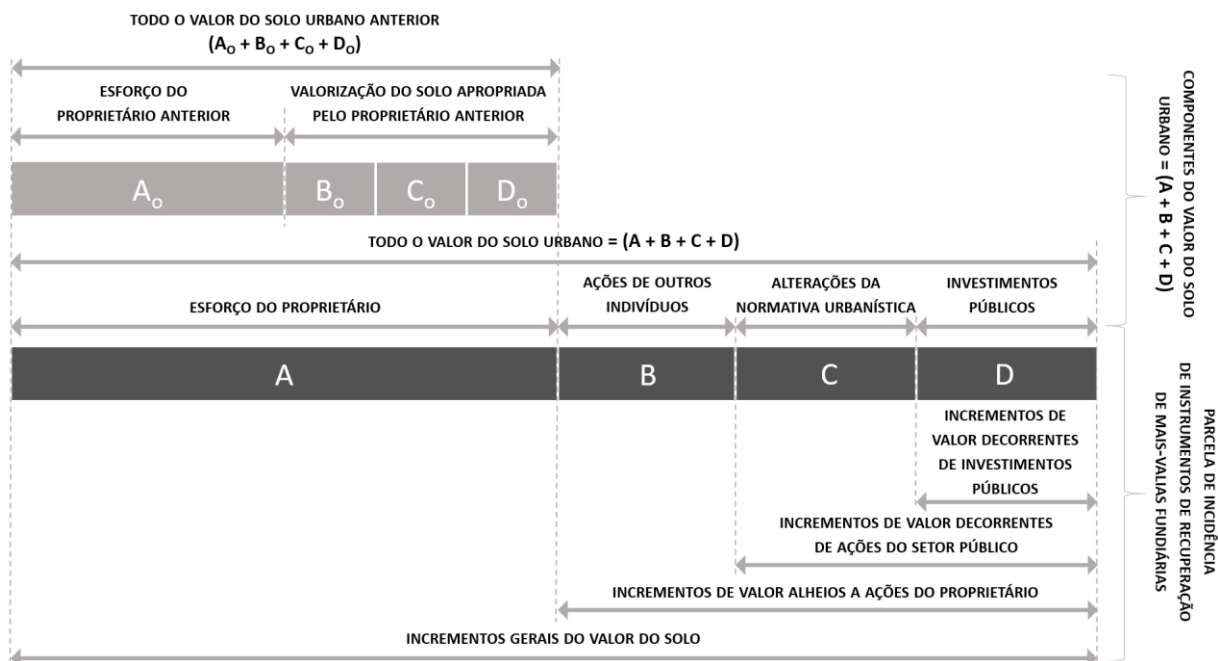 TODO O VALOR DO SOLO URBANO ANTERIOR
(Ao + Bo + Co + Do)
ESFORÇO DO
PROPRIETÁRIO ANTERIOR
VALORIZAÇÃO DO SOLO APROPRIADA
PELO PROPRIETÁRIO ANTERIOR
Ao
Bo
Co
Do
TODO O VALOR DO SOLO URBANO = (A + B + C + D)
ESFORÇO DO PROPRIETÁRIO
AÇÕES DE OUTROS
INDIVÍDUOS
ALTERAÇÕES DA
NORMATIVA URBANÍSTICA
INVESTIMENTOS
PÚBLICOS
A
B
C
D
INCREMENTOS DE
VALOR DECORRENTES
DE INVESTIMENTOS
PÚBLICOS
INCREMENTOS DE VALOR DECORRENTES
DE AÇÕES DO SETOR PÚBLICO
INCREMENTOS DE VALOR ALHEIOS A AÇÕES DO PROPRIETÁRIO
INCREMENTOS GERAIS DO VALOR DO SOLO
COMPONENTES DO VALOR DO SOLO
URBANO = (A + B + C + D)
PARCELA DE INCIDÊNCIA
DE INSTRUMENTOS DE RECUPERAÇÃO
DE MAIS-VALIAS FUNDIÁRIAS